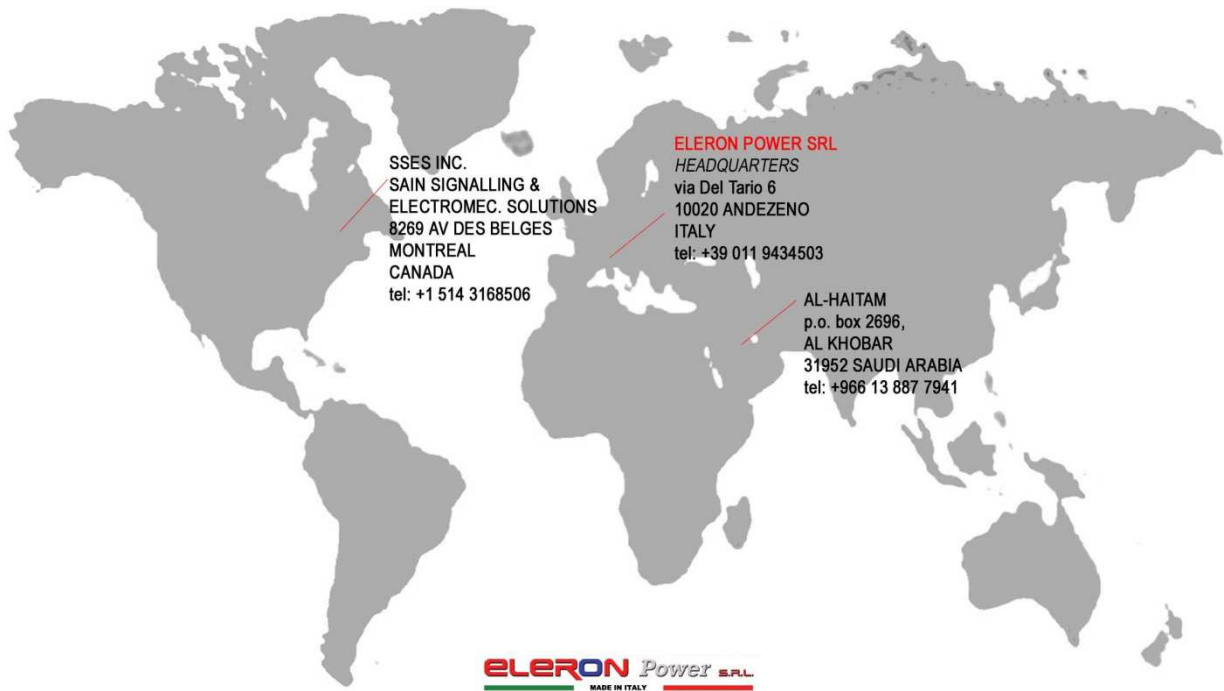 SSES INC.
SAIN SIGNALLING &
ELECTROMEC. SOLUTIONS
8269 AV DES BELGES
MONTREAL
CANADA
tel: +1 514 3168506
ELERON POWER SRL
HEADQUARTERS
via Del Tario 6
10020 ANDEZENO
ITALY
tel: +39 011 9434503
AL-HAITAM
p.o. box 2696,
AL KHOBAR
31952 SAUDI ARABIA
tel: +966 13 887 7941
eLERON Power S.R.L.
MADE IN ITALY